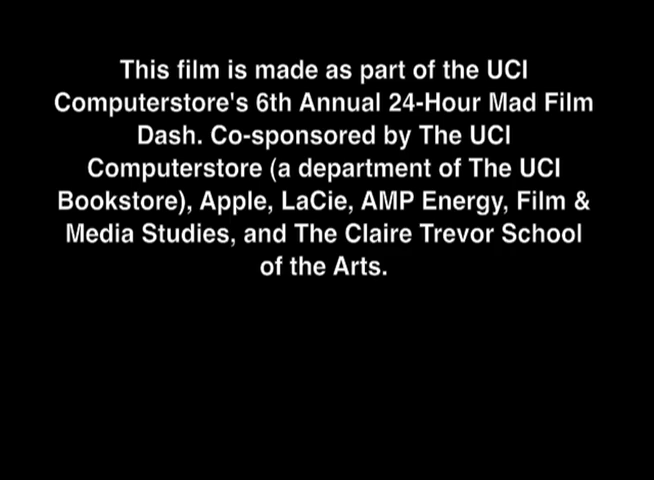 This film is made as part of the UCI
Computerstore's 6th Annual 24-Hour Mad Film
Dash. Co-sponsored by The UCI
Computerstore (a department of The UCI
Bookstore), Apple, LaCie, AMP Energy, Film &
Media Studies, and The Claire Trevor School
of the Arts.